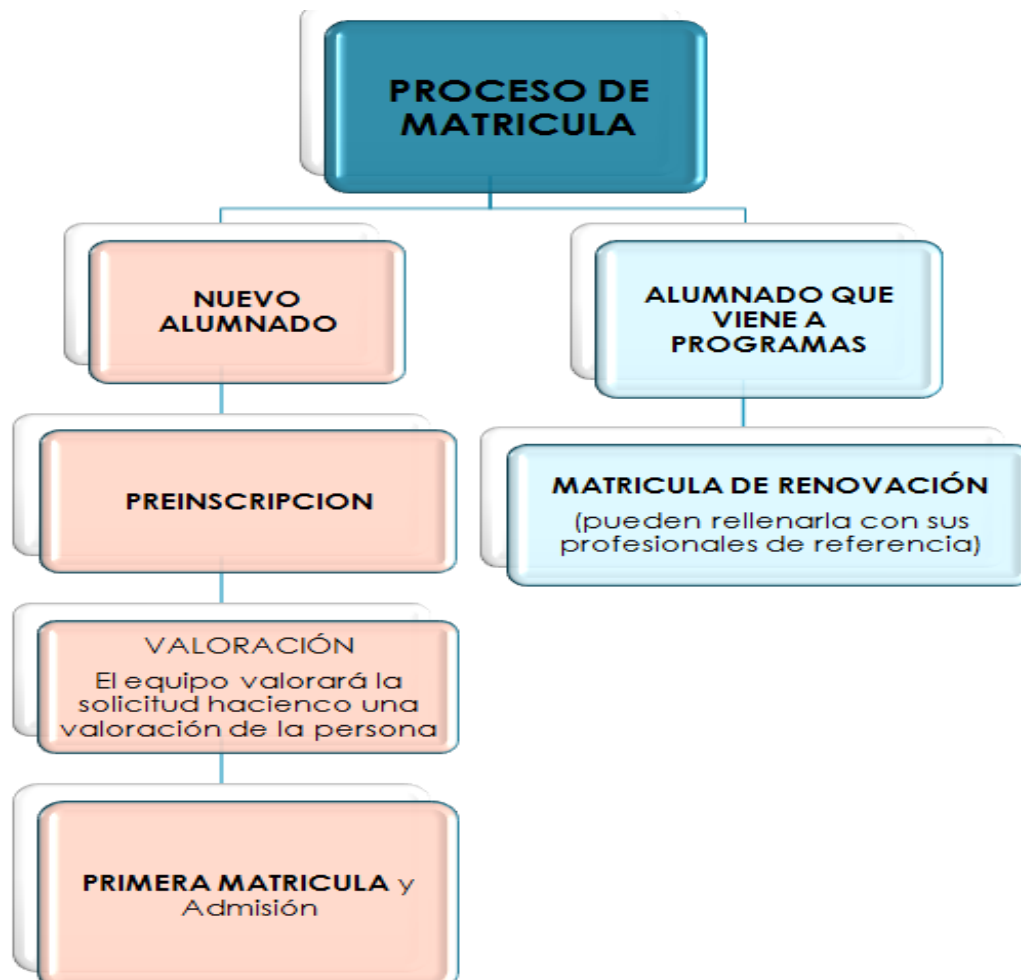 PROCESO DE
MATRICULA
NUEVO
ALUMNADO
ALUMNADO QUE
VIENE A
PROGRAMAS
PREINSCRIPCION
MATRICULA DE RENOVACIÓN
(pueden rellenarla con sus
profesionales de referencia)
VALORACIÓN
El equipo valorará la
solicitud hacienco una
valoración de la persona
PRIMERA MATRICULA y
Admisión